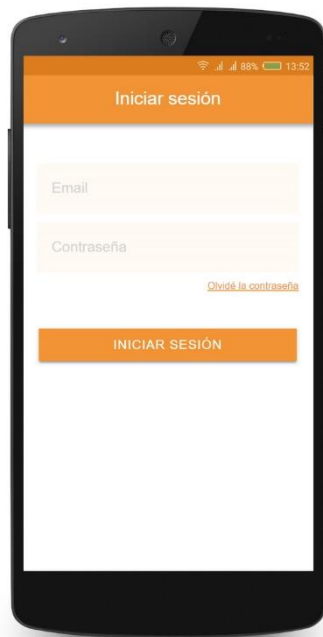 88% 13:52
Iniciar sesión
Email
Contraseña
Olvidé la contraseña
INICIAR SESIÓN